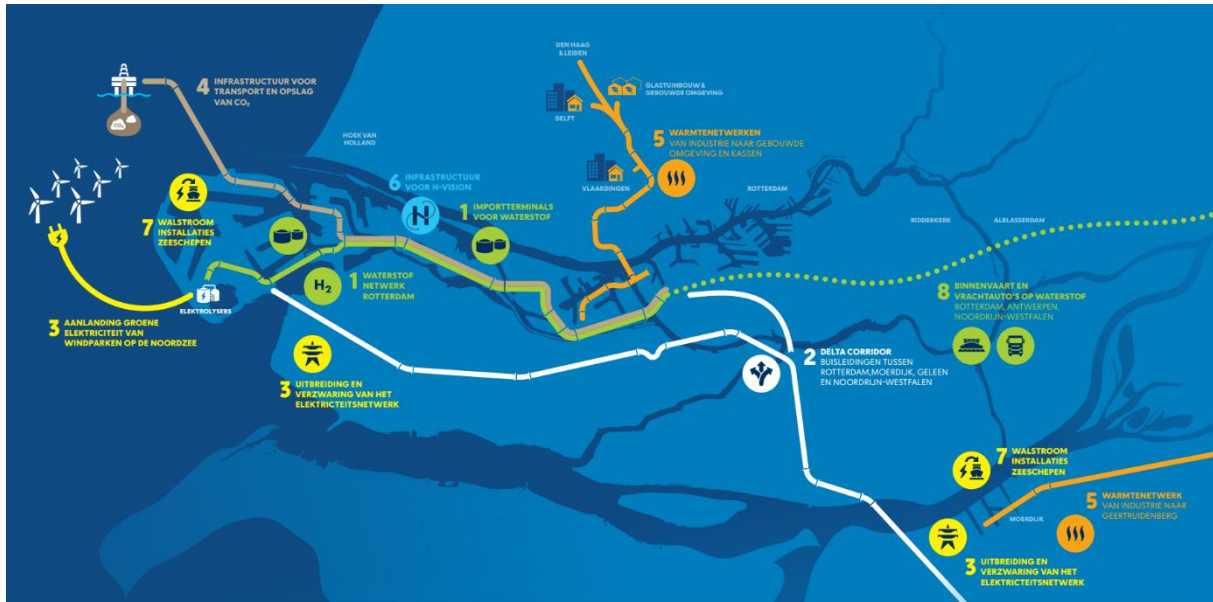 DEN HAAG
& LEIDEN
GLASTUINBOUW &
GEBOUWDE OMGEVING
DELFT
4 INFRASTRUCTUUR VOOR
TRANSPORT EN OPSLAG
VAN CO₂
CO₂
HOEK VAN
HOLLAND
5 WARMTENETWERKEN
VAN INDUSTRIE NAAR GEBOUWDE
OMGEVING EN KASSEN
6 INFRASTRUCTUUR
VOOR H-VISION
H
VLAARDINGEN
ROTTERDAM
7 WALSTROOM
INSTALLATIES
ZEESCHEPEN
1 IMPORTTERMINALS
VOOR WATERSTOF
RIDDERKERK
ALBLASSERDAM
H₂
1 WATERSTOF
NETWERK
ROTTERDAM
ELEKTROLYSERS
8 BINNENVAART EN
VRACHTAUTO'S OP WATERSTOF
ROTTERDAM, ANTWERPEN,
NOORDRIJN-WESTFALEN
3 AANLANDING GROENE
ELEKTRICITEIT VAN
WINDPARKEN OP DE NOORDZEE
2 DELTA CORRIDOR
BUISLEIDINGEN TUSSEN
ROTTERDAM,MOERDIJK, GELEEN
EN NOORDRIJN-WESTFALEN
3 UITBREIDING EN
VERZWARING VAN HET
ELEKTRICITEITSNETWERK
7 WALSTROOM
INSTALLATIES
ZEESCHEPEN
5 WARMTENETWERK
VAN INDUSTRIE NAAR
GEERTRUIDENBERG
MOERDIJK
3 UITBREIDING EN
VERZWARING VAN HET
ELEKTRICITEITSNETWERK